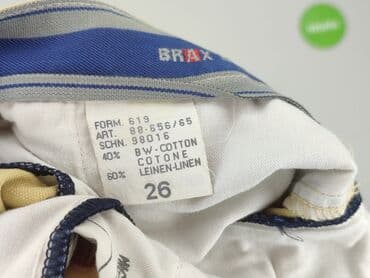 BRAX
FORM. 619
ART. 88-656/65
SCHN. 98016
40% BW-COTTON
COTONE
60% LEINEN-LINEN
26